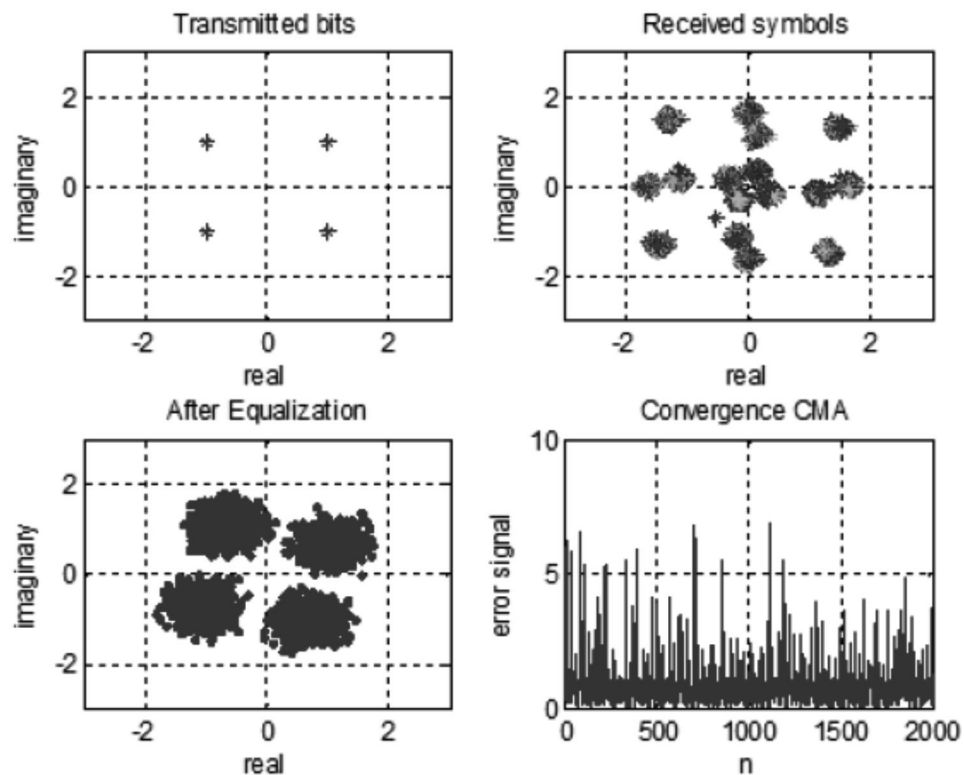 Transmitted bits
imaginary
2
0
-2
-2 0 2
real
Received symbols
imaginary
2
0
-2
-2 0 2
real
After Equalization
imaginary
2
0
-2
-2 0 2
real
Convergence CMA
error signal
10
5
0
0 500 1000 1500 2000
n